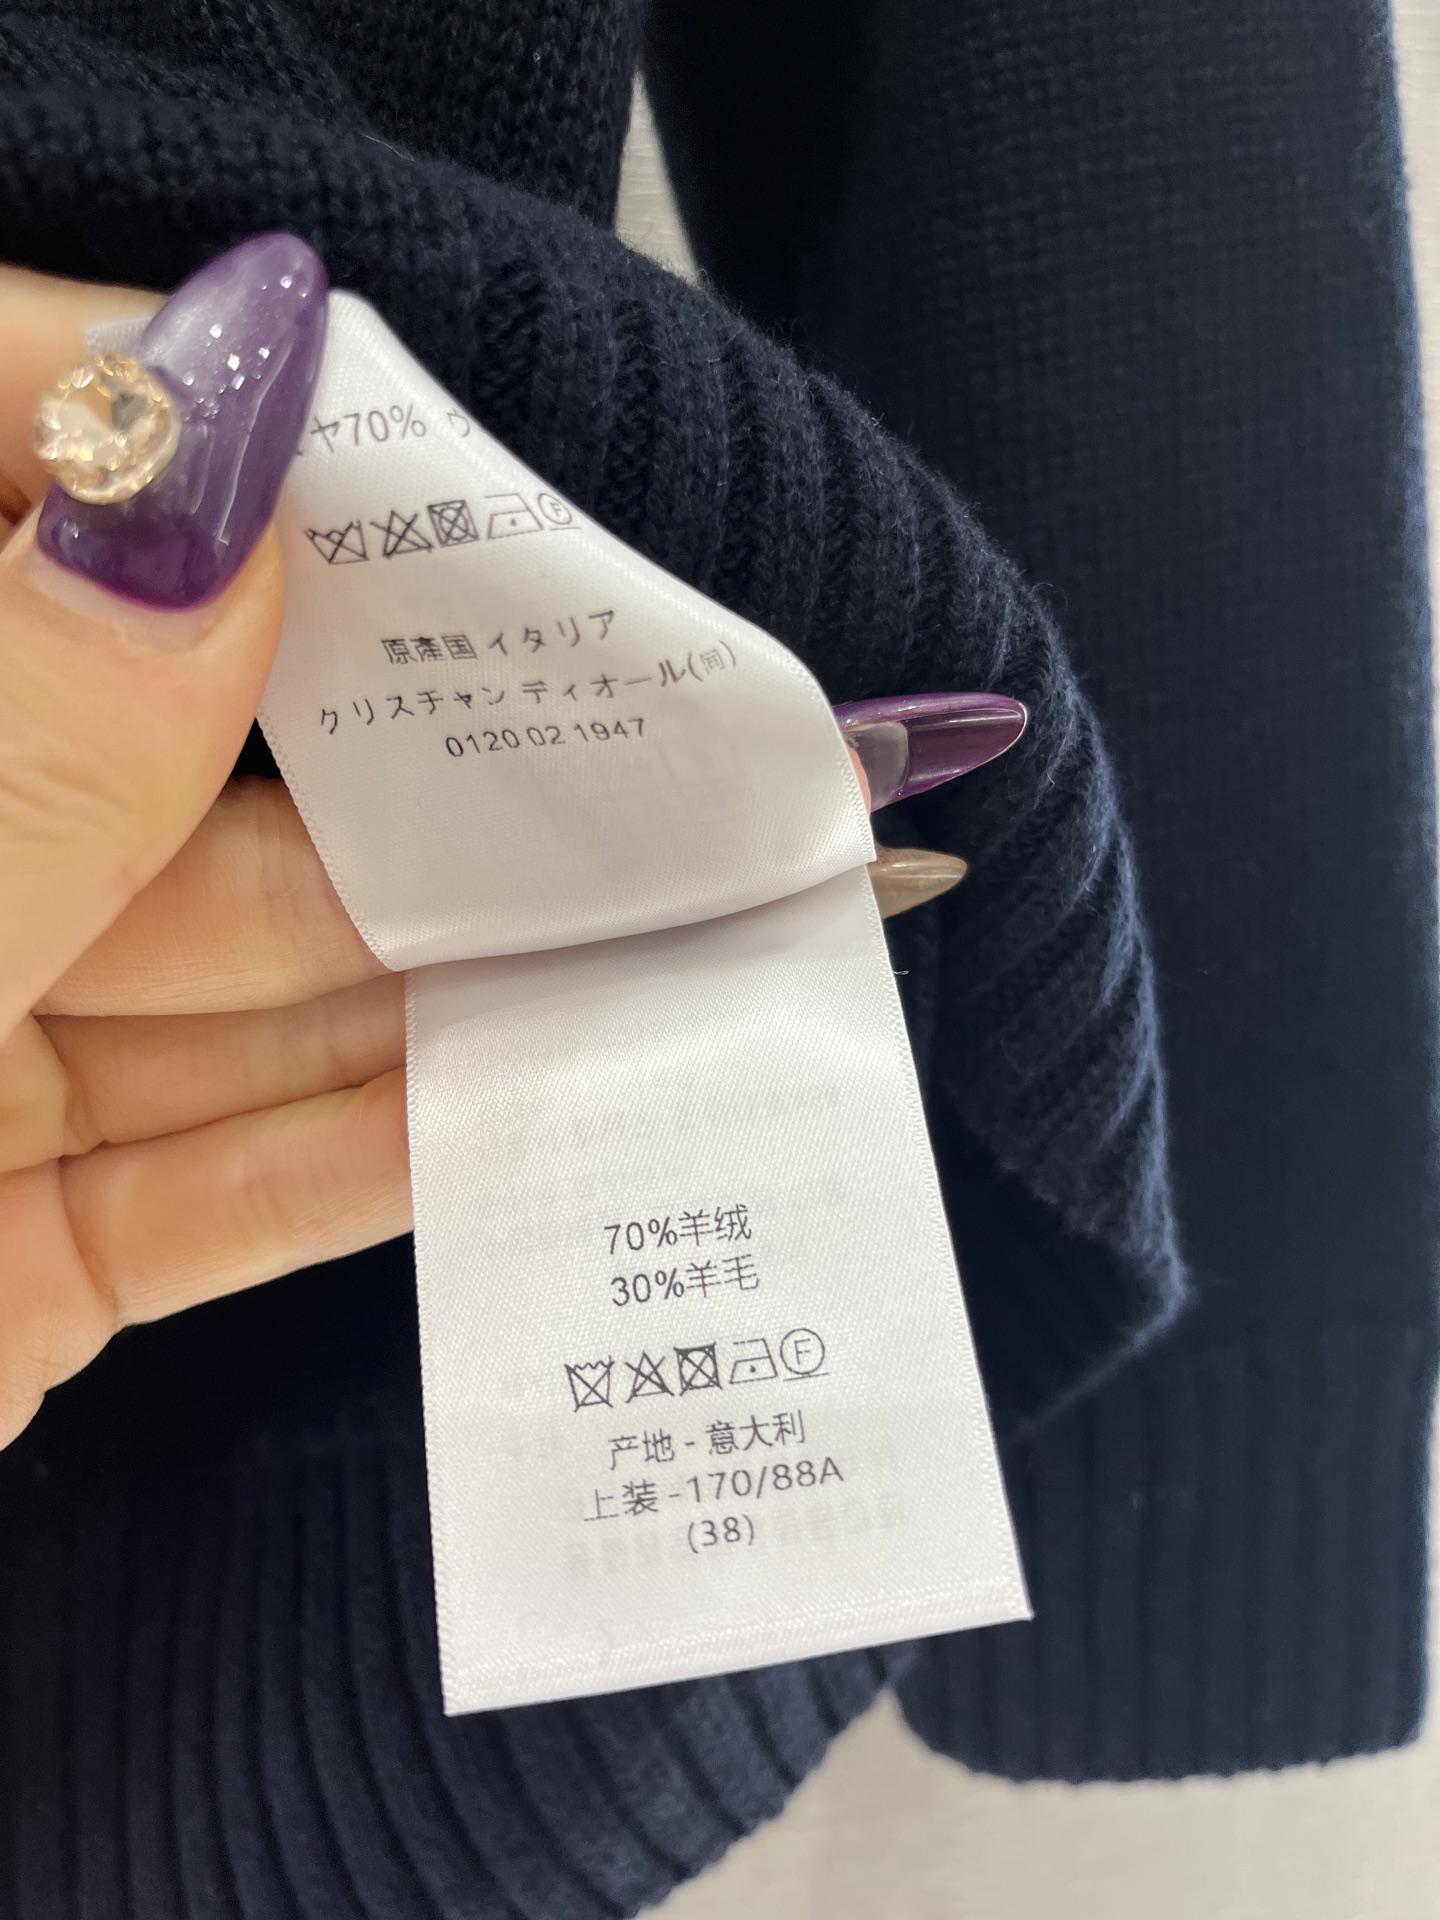 ヤ70% ウ
原産国 イタリア
クリスチャン ディオール(同)
0120 02 1947
70%羊绒
30%羊毛
F
产地 - 意大利
上装 -170/88A
(38)